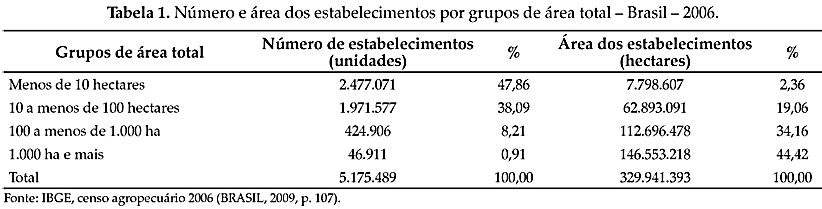 Tabela 1. Número e área dos estabelecimentos por grupos de área total – Brasil – 2006.
Grupos de área total Número de estabelecimentos (unidades) % Área dos estabelecimentos (hectares) %
Menos de 10 hectares 2.477.071 47,86 7.798.607 2,36
10 a menos de 100 hectares 1.971.577 38,09 62.893.091 19,06
100 a menos de 1.000 ha 424.906 8,21 112.696.478 34,16
1.000 ha e mais 46.911 0,91 146.553.218 44,42
Total 5.175.489 100,00 329.941.393 100,00
Fonte: IBGE, censo agropecuário 2006 (BRASIL, 2009, p. 107).